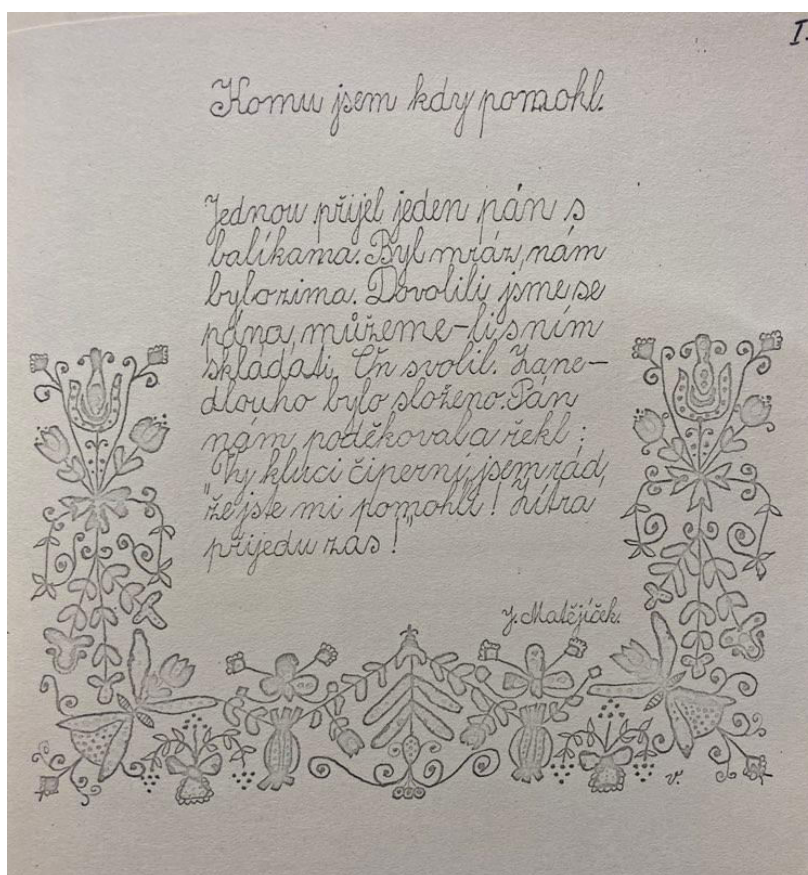 I.
Komu jsem kdy pomohl.
Jednou přijel jeden pán s
balíkama. Byl mráz, nám
bylo zima. Dovolili jsme se
pána, můžeme-li s ním
skládati. On svolil. Zane-
dlouho bylo složeno. Pán
nám poděkoval a řekl:
"Vy kluci čiperní, jsem rád,
že jste mi pomohli! Zítra
přijedu zas!"
J. Matějíček.
v.